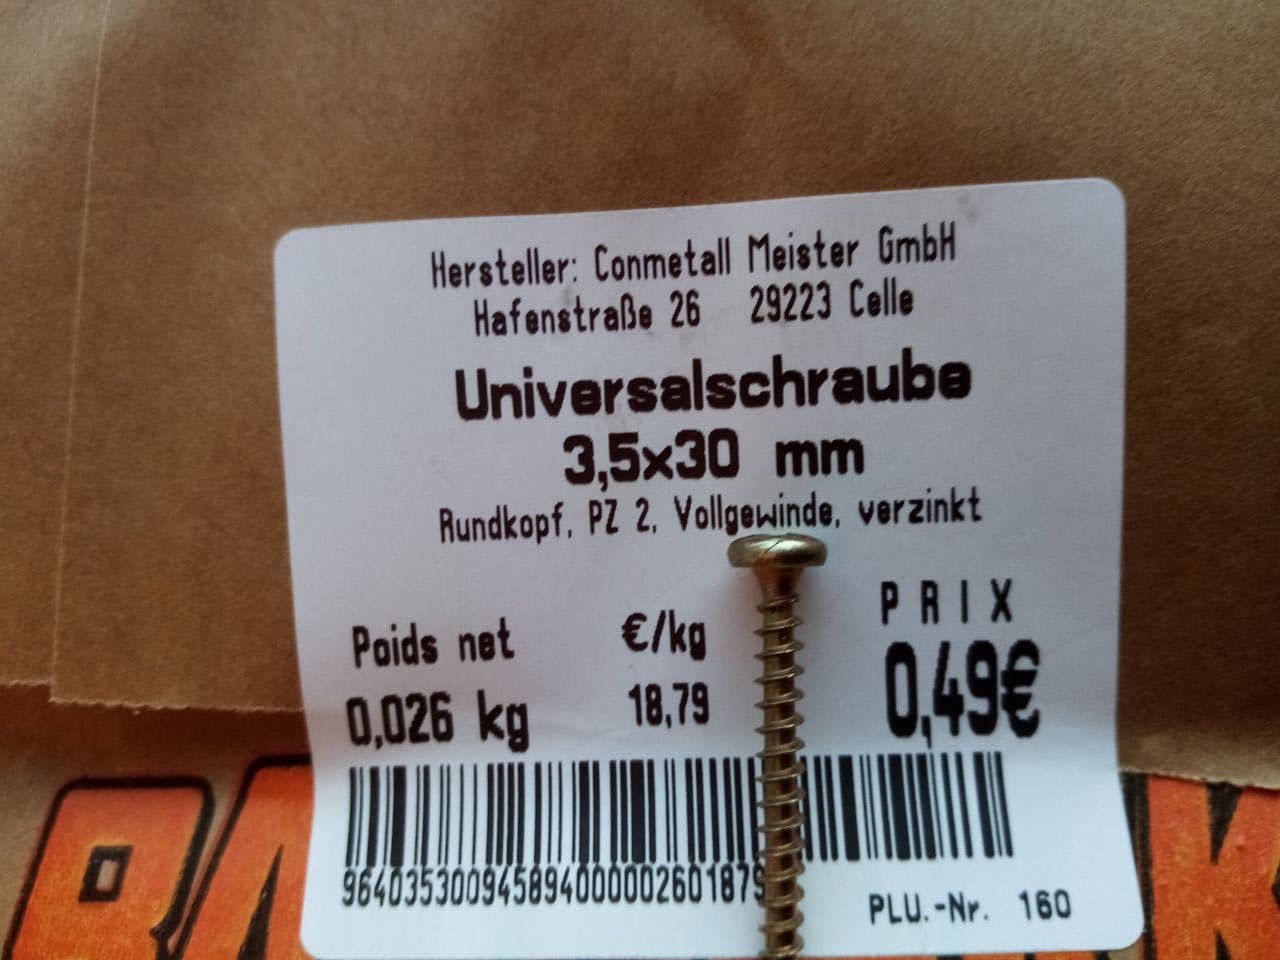 Hersteller: Conmetall Meister GmbH
Hafenstraße 26 29223 Celle
Universalschraube
3,5x30 mm
Rundkopf, PZ 2, Vollgewinde, verzinkt
Poids net €/kg PRIX
0,026 kg 18,79 0,49€
964035300945894000002601879
PLU.-Nr. 160